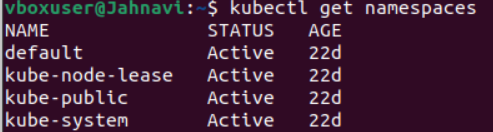 vboxuser@Jahnavi:~$ kubectl get namespaces
NAME STATUS AGE
default Active 22d
kube-node-lease Active 22d
kube-public Active 22d
kube-system Active 22d